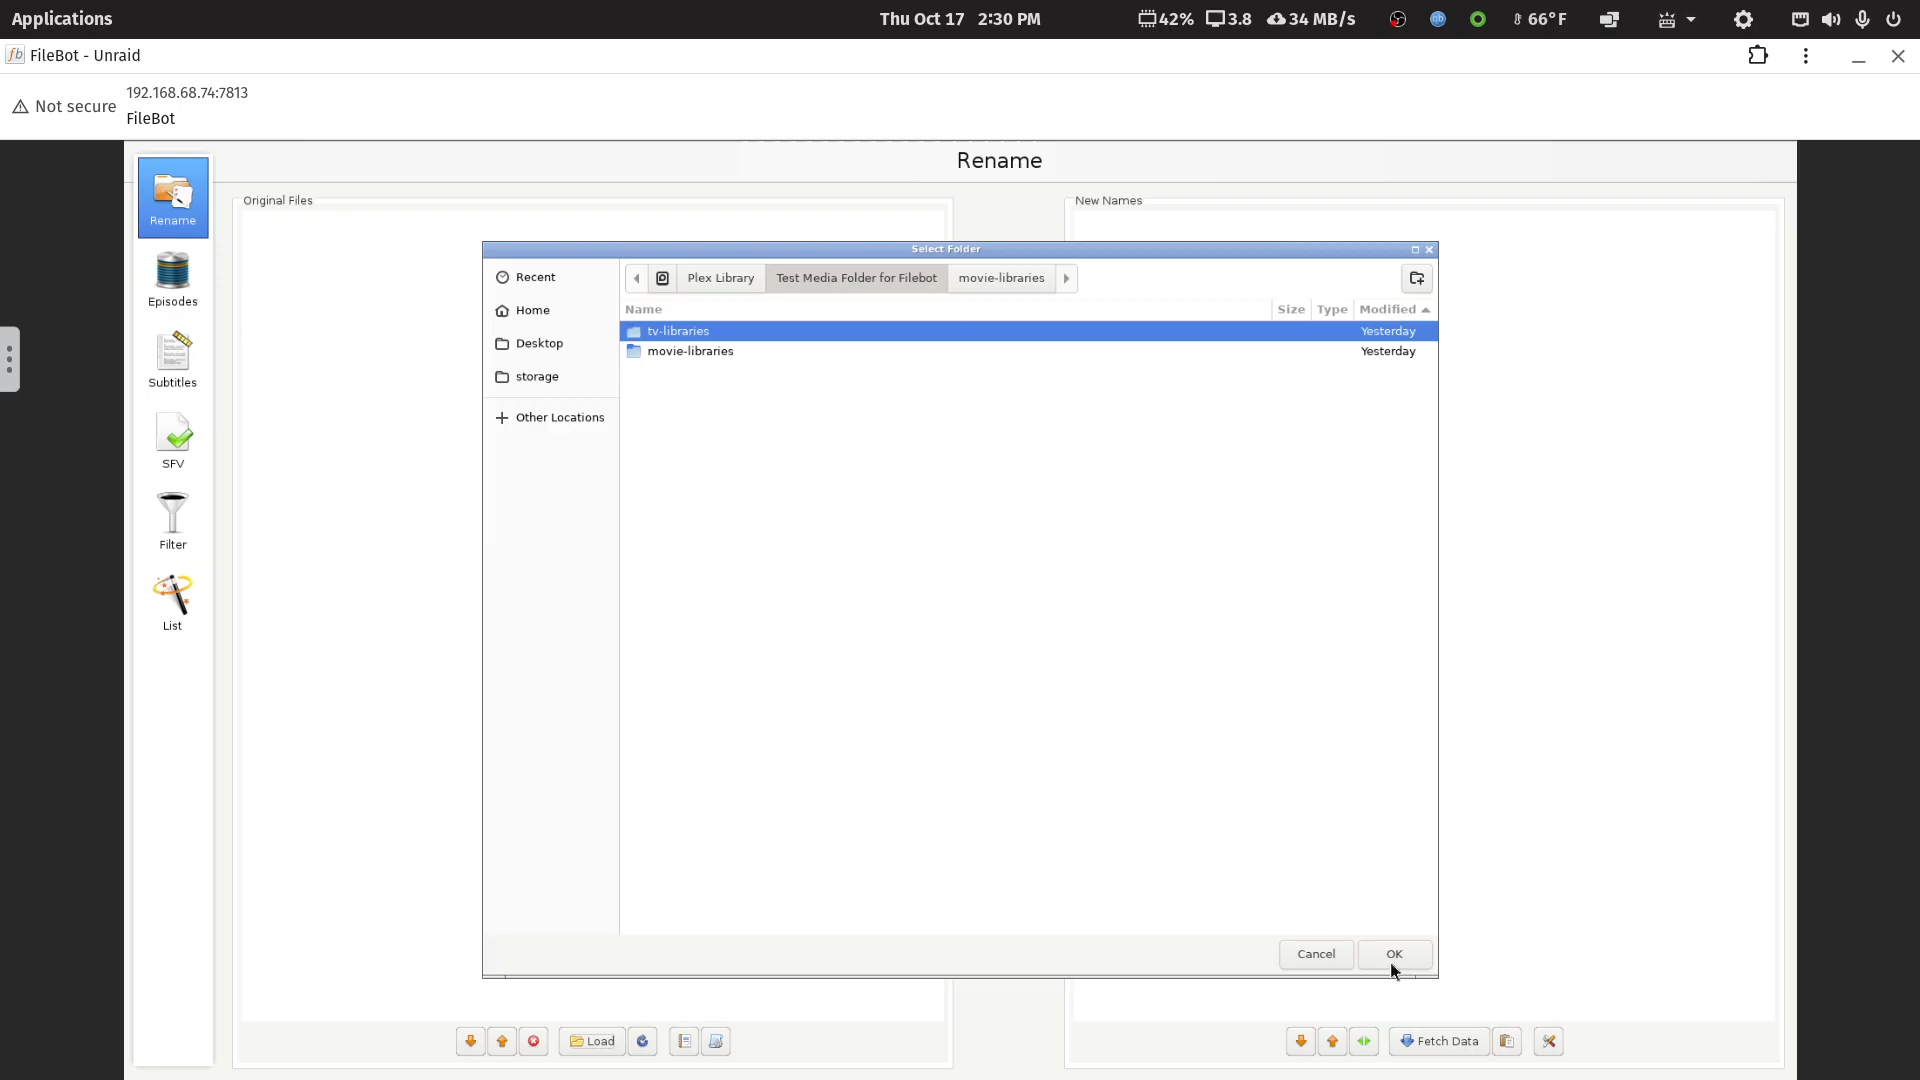 Applications
Thu Oct 17 2:30 PM
42% 3.8 34 MB/s
66°F
FileBot - Unraid
Not secure
192.168.68.74:7813
FileBot
Rename
Rename
Episodes
Subtitles
SFV
Filter
List
Original Files
New Names
Select Folder
Recent
Home
Desktop
storage
Other Locations
Plex Library Test Media Folder for Filebot movie-libraries
Name Size Type Modified
tv-libraries Yesterday
movie-libraries Yesterday
Cancel OK
Load
Fetch Data